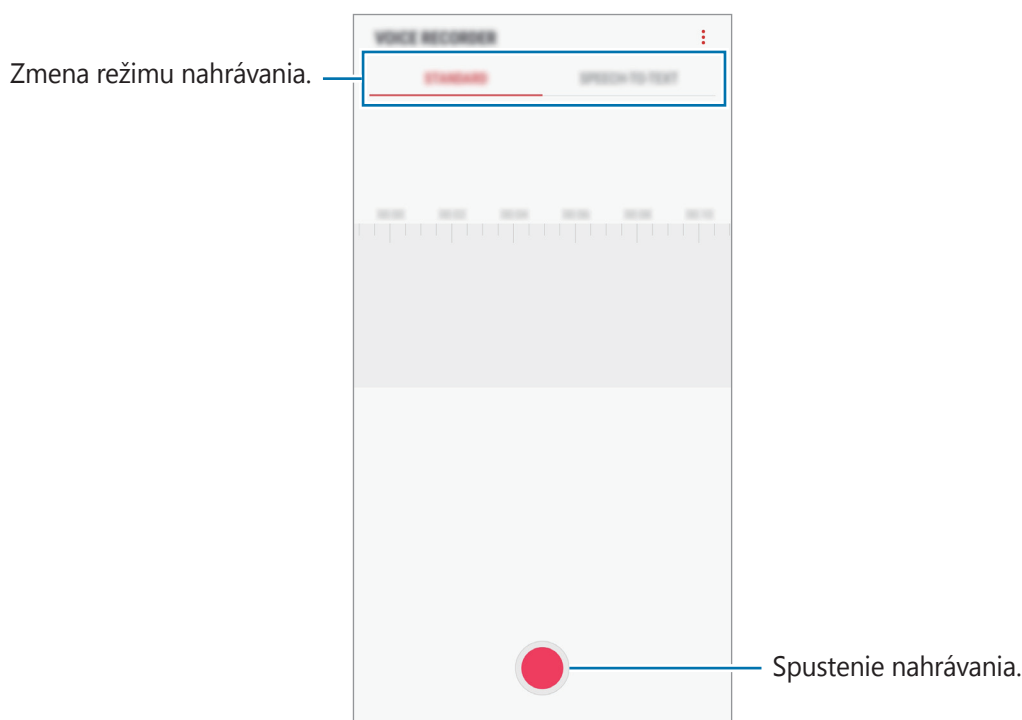 VOICE RECORDER
Zmena režimu nahrávania.
STANDARD
SPEECH-TO-TEXT
Spustenie nahrávania.